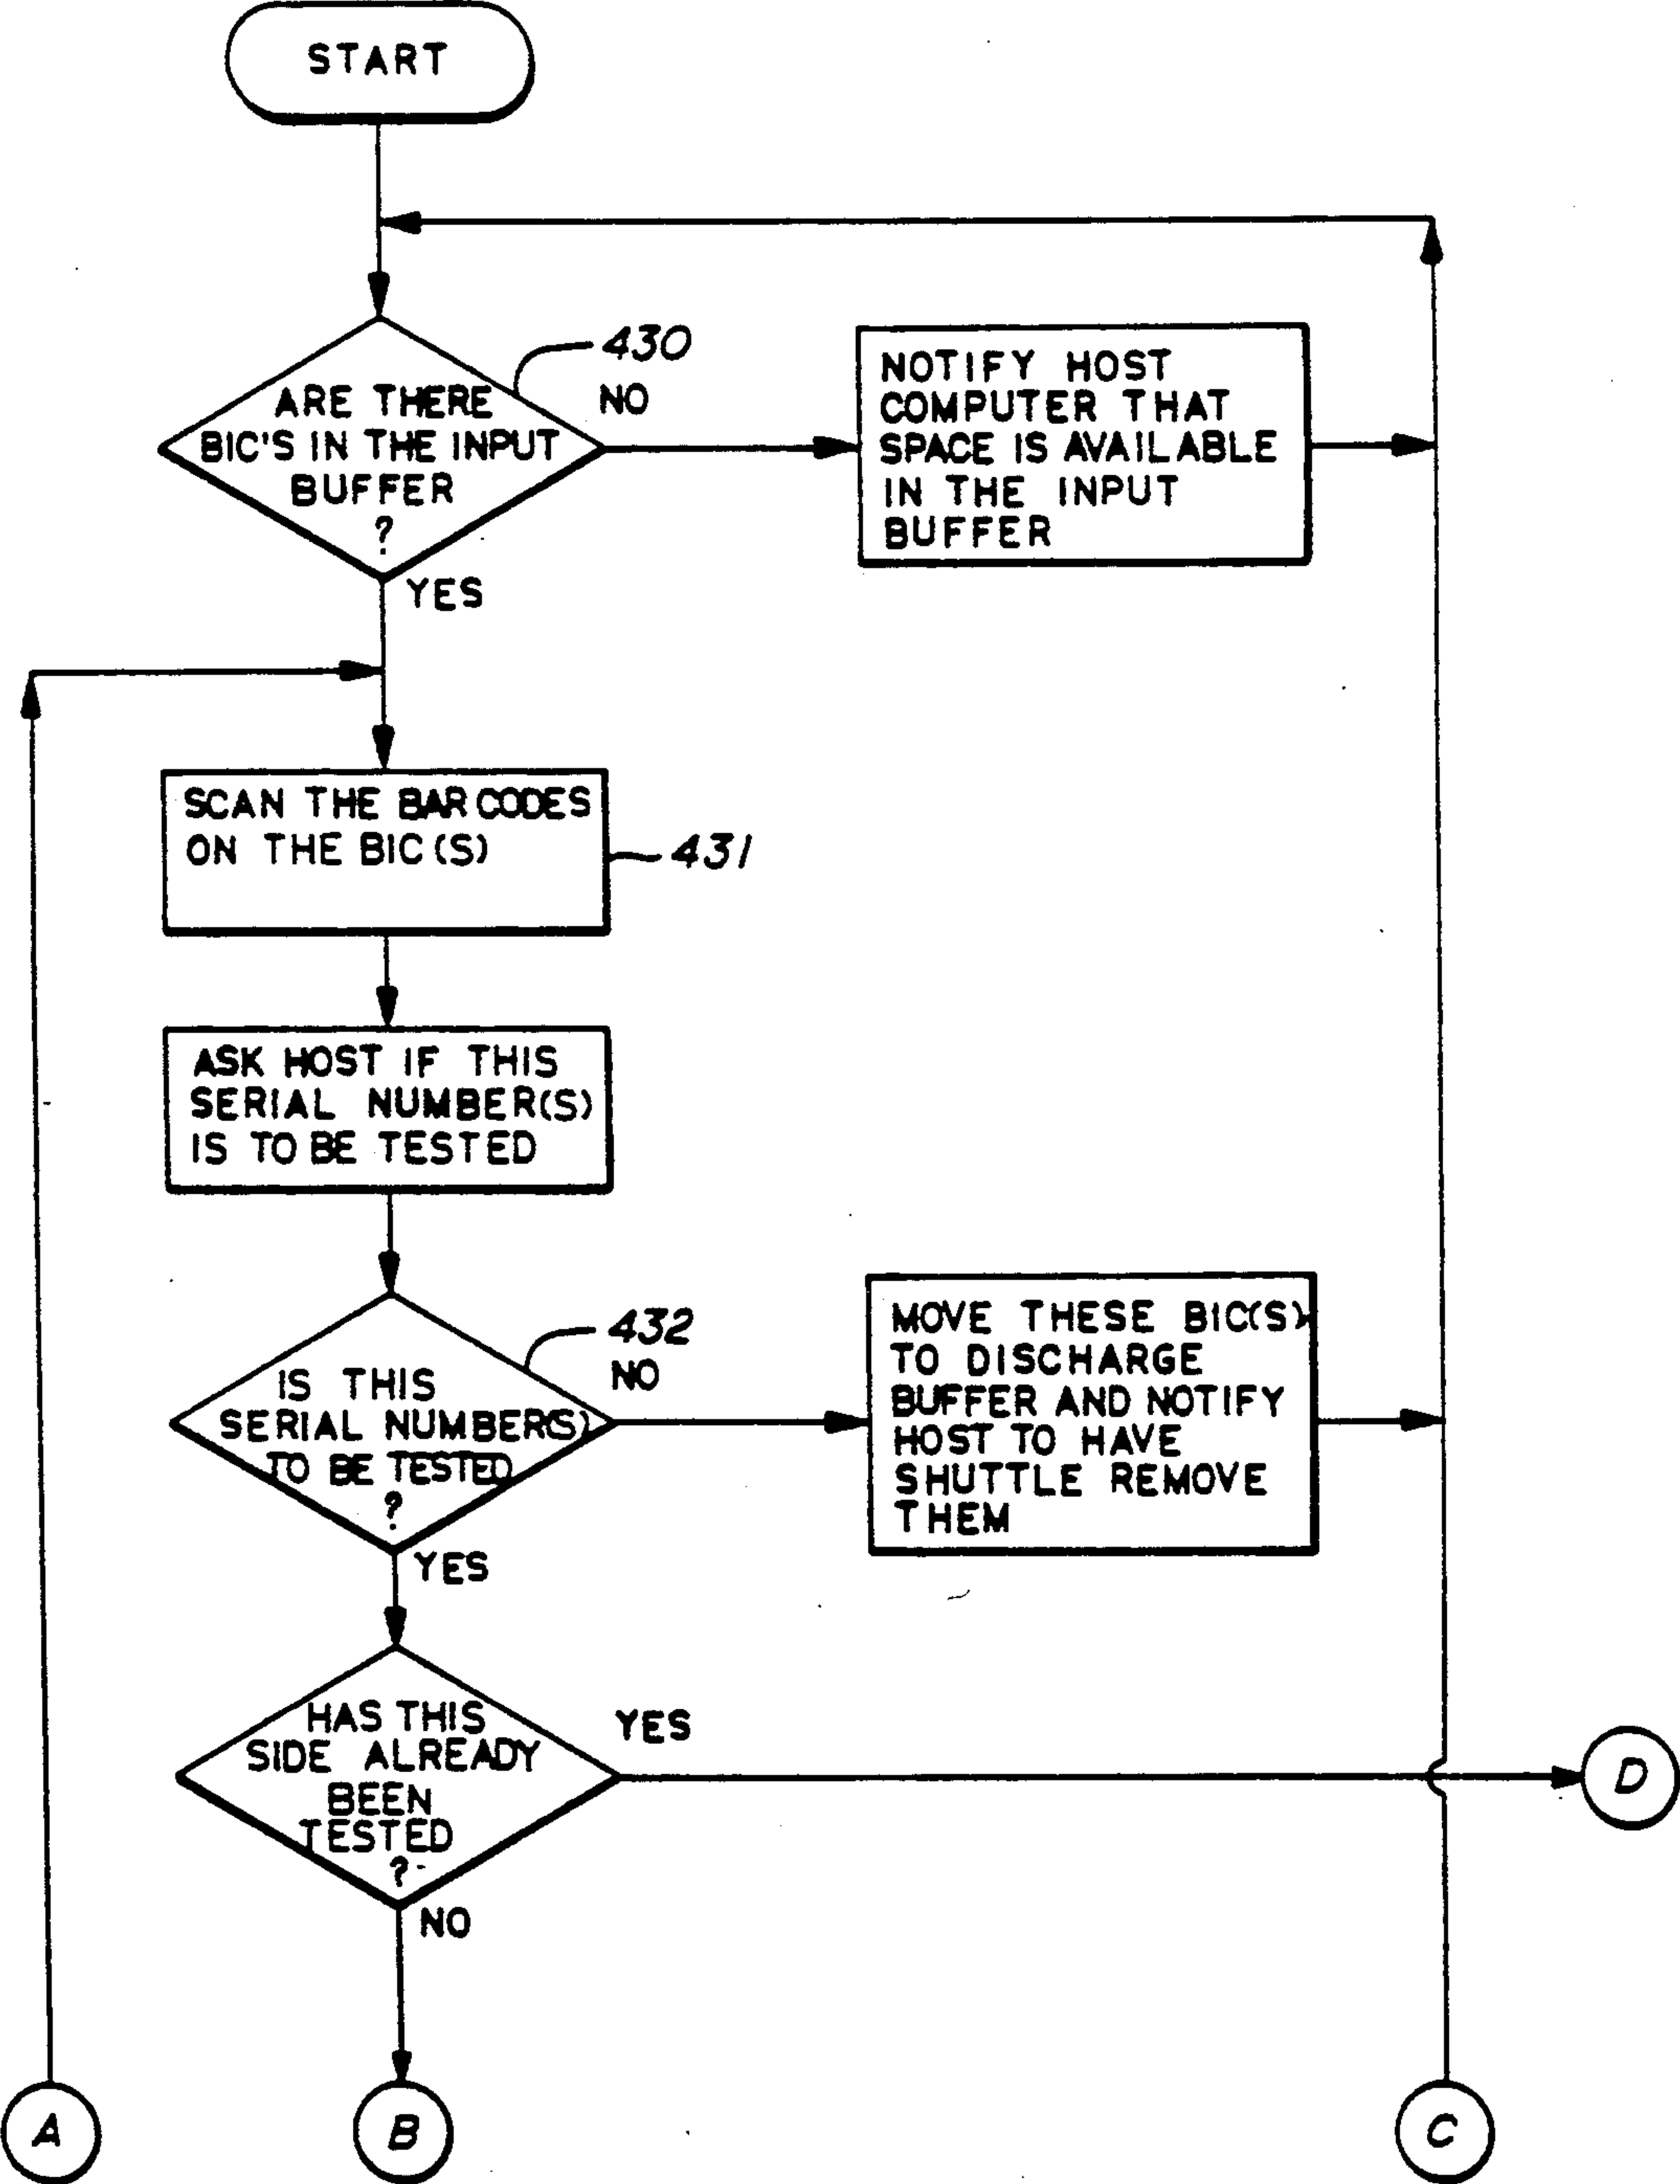 START
430
NO
ARE THERE
BIC'S IN THE INPUT
BUFFER
?
YES
NOTIFY HOST
COMPUTER THAT
SPACE IS AVAILABLE
IN THE INPUT
BUFFER
SCAN THE BAR CODES
ON THE BIC(S)
431
ASK HOST IF THIS
SERIAL NUMBER(S)
IS TO BE TESTED
432
NO
IS THIS
SERIAL NUMBER(S)
TO BE TESTED
?
YES
MOVE THESE BIC(S)
TO DISCHARGE
BUFFER AND NOTIFY
HOST TO HAVE
SHUTTLE REMOVE
THEM
HAS THIS
SIDE ALREADY
BEEN
TESTED
?
YES
NO
D
A
B
C